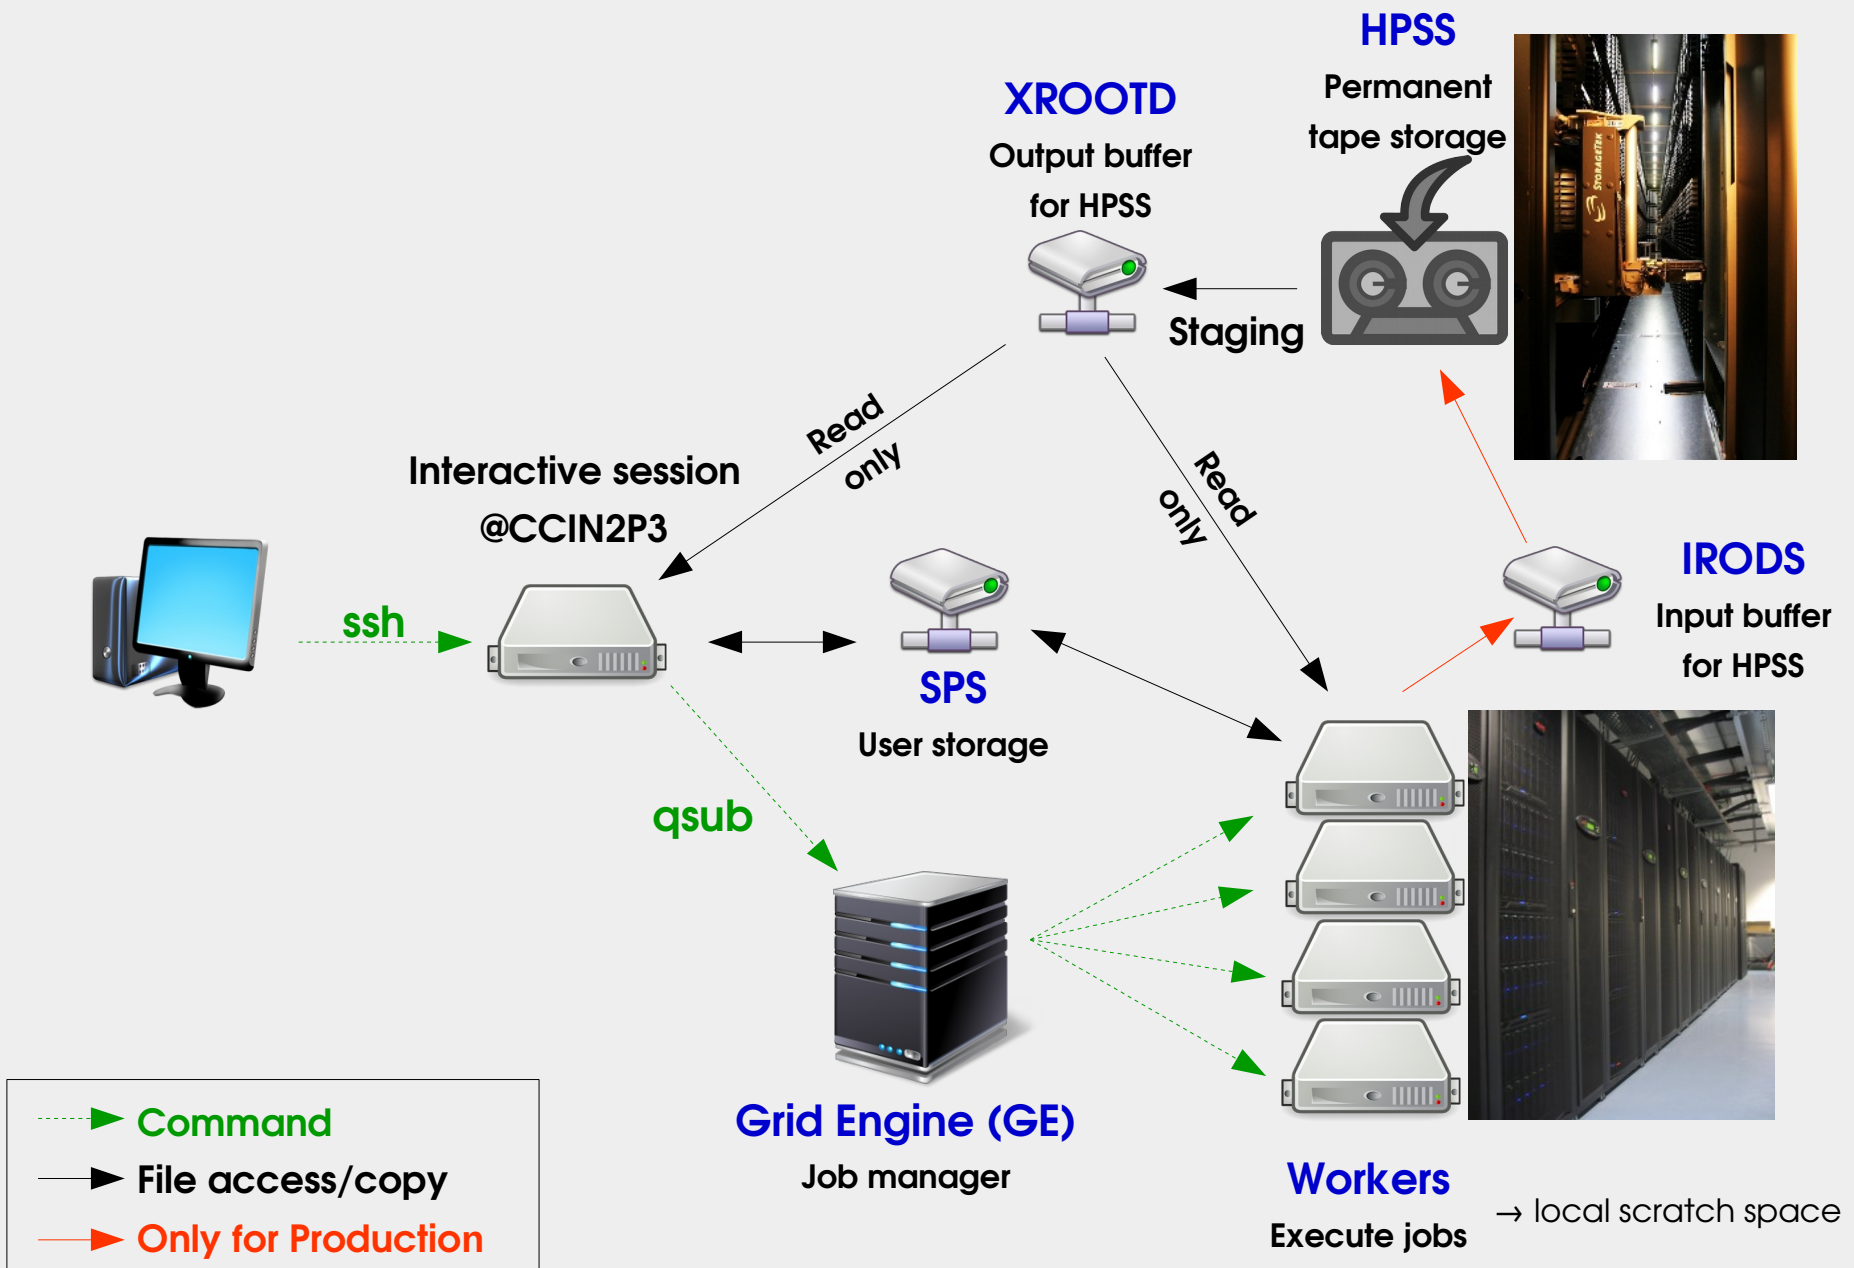 HPSS
Permanent
tape storage
STORAGETEK
XROOTD
Output buffer
for HPSS
Staging
Read
only
Read
only
Interactive session
@CCIN2P3
ssh
SPS
User storage
IRODS
Input buffer
for HPSS
qsub
Grid Engine (GE)
Job manager
Workers
Execute jobs
→ local scratch space
Command
File access/copy
Only for Production